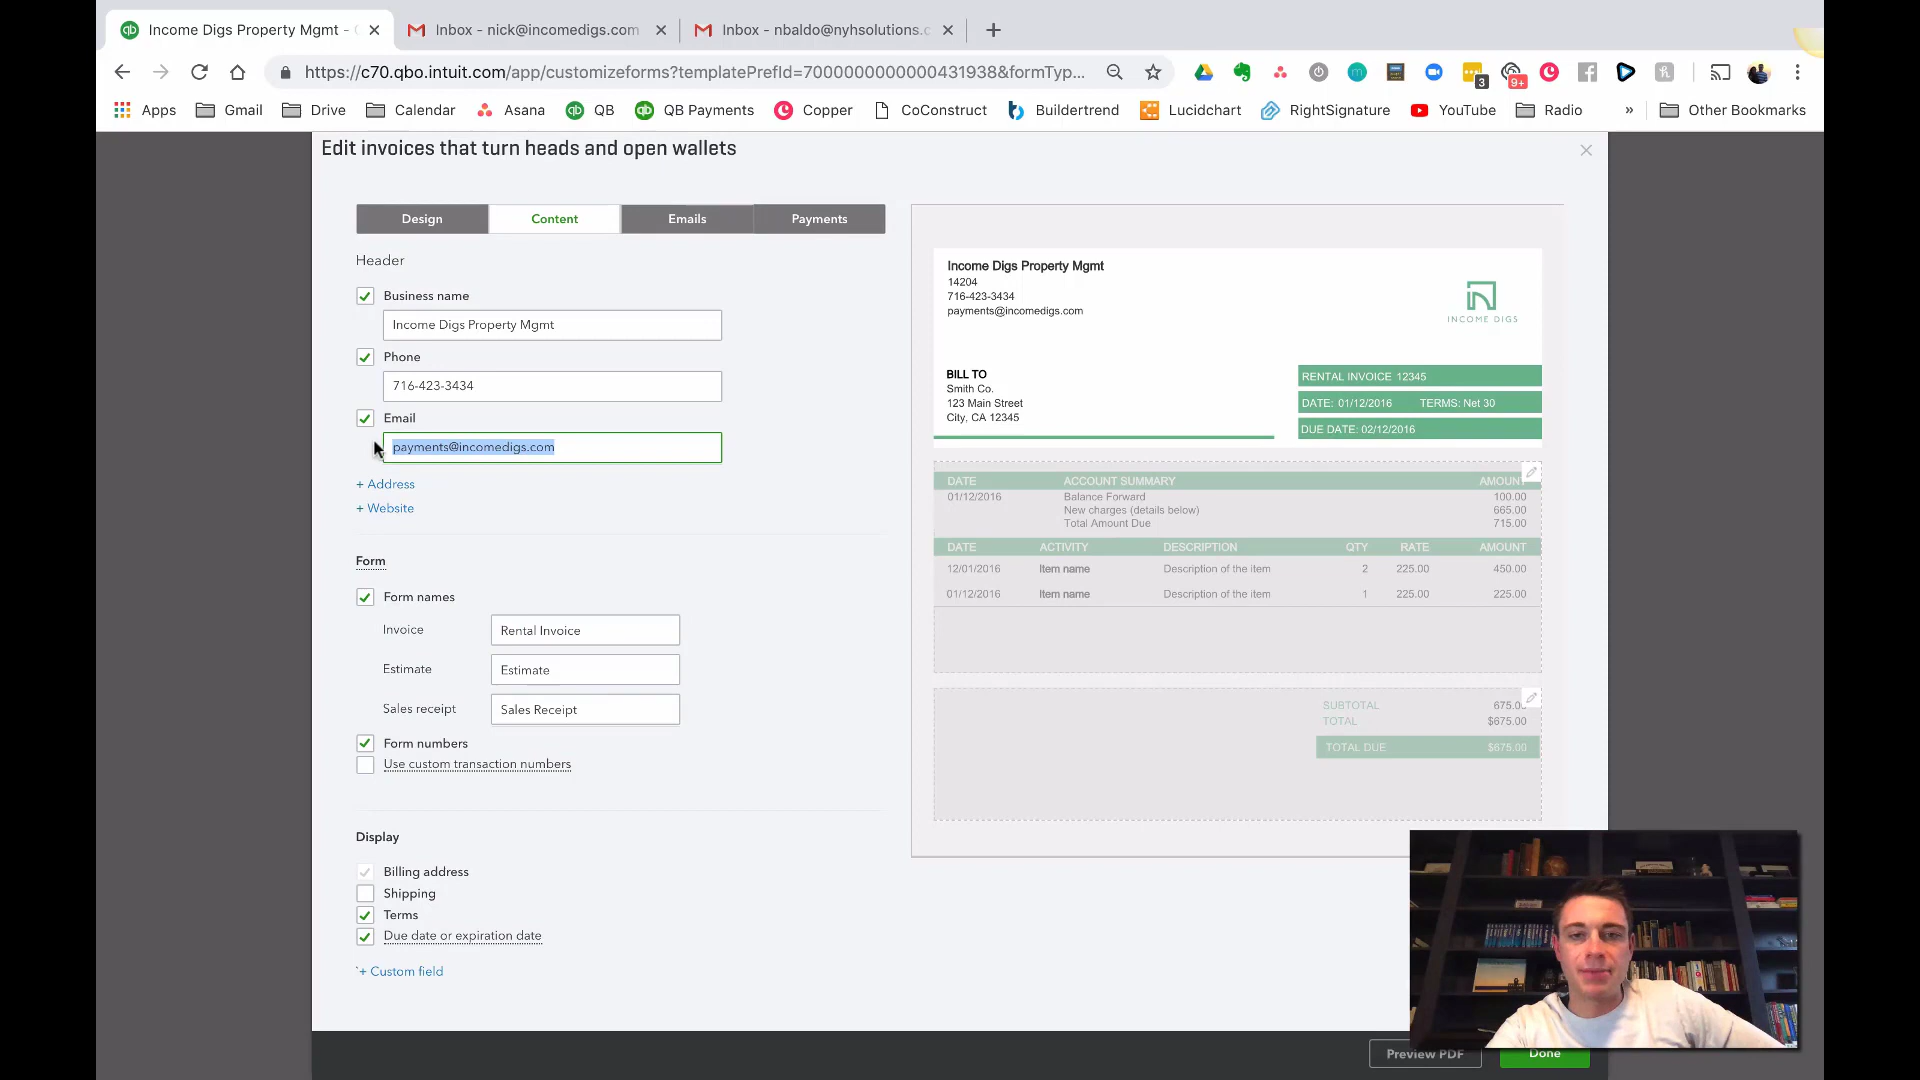 Income Digs Property Mgmt -
Inbox - nick@incomedigs.com
Inbox - nbaldo@nyhsolutions.c
https://c70.qbo.intuit.com/app/customizeforms?templatePrefId=7000000000000431938&formTyp...
3
9+
Apps
Gmail
Drive
Calendar
Asana
QB
QB Payments
Copper
CoConstruct
Buildertrend
Lucidchart
RightSignature
YouTube
Radio
»
Other Bookmarks
Edit invoices that turn heads and open wallets
Design
Content
Emails
Payments
Header
Business name
Income Digs Property Mgmt
Phone
716-423-3434
Email
payments@incomedigs.com
+ Address
+ Website
Form
Form names
Invoice
Rental Invoice
Estimate
Estimate
Sales receipt
Sales Receipt
Form numbers
Use custom transaction numbers
Display
Billing address
Shipping
Terms
Due date or expiration date
+ Custom field
Income Digs Property Mgmt
14204
716-423-3434
payments@incomedigs.com
INCOME DIGS
BILL TO
Smith Co.
123 Main Street
City, CA 12345
RENTAL INVOICE 12345
DATE: 01/12/2016 TERMS: Net 30
DUE DATE: 02/12/2016
DATE ACCOUNT SUMMARY AMOUNT
01/12/2016 Balance Forward 100.00
New charges (details below) 665.00
Total Amount Due 715.00
DATE ACTIVITY DESCRIPTION QTY RATE AMOUNT
12/01/2016 Item name Description of the item 2 225.00 450.00
01/12/2016 Item name Description of the item 1 225.00 225.00
SUBTOTAL 675.0
TOTAL $675.00
TOTAL DUE $675.00
Preview PDF
Done